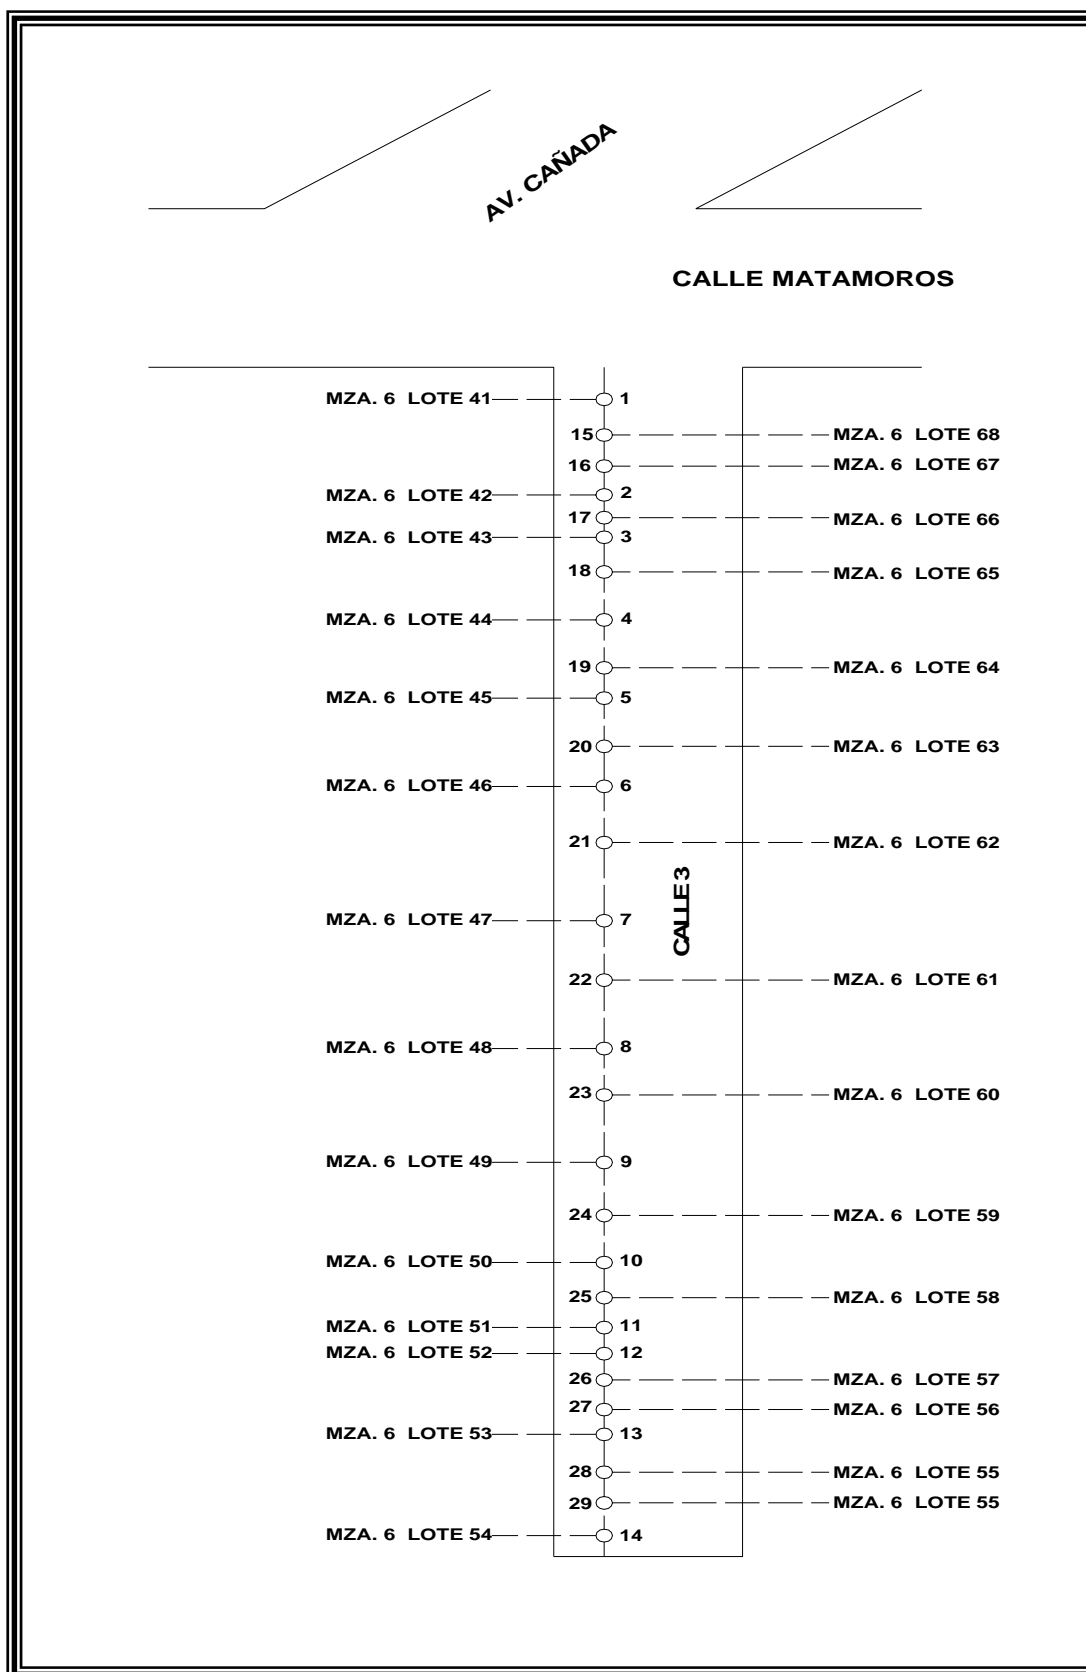 AV. CAÑADA
CALLE MATAMOROS
MZA. 6 LOTE 41 1
15 MZA. 6 LOTE 68
16 MZA. 6 LOTE 67
MZA. 6 LOTE 42 2
17 MZA. 6 LOTE 66
MZA. 6 LOTE 43 3
18 MZA. 6 LOTE 65
MZA. 6 LOTE 44 4
19 MZA. 6 LOTE 64
MZA. 6 LOTE 45 5
20 MZA. 6 LOTE 63
MZA. 6 LOTE 46 6
21 MZA. 6 LOTE 62
CALLE 3
MZA. 6 LOTE 47 7
22 MZA. 6 LOTE 61
MZA. 6 LOTE 48 8
23 MZA. 6 LOTE 60
MZA. 6 LOTE 49 9
24 MZA. 6 LOTE 59
MZA. 6 LOTE 50 10
25 MZA. 6 LOTE 58
MZA. 6 LOTE 51 11
MZA. 6 LOTE 52 12
26 MZA. 6 LOTE 57
27 MZA. 6 LOTE 56
MZA. 6 LOTE 53 13
28 MZA. 6 LOTE 55
29 MZA. 6 LOTE 55
MZA. 6 LOTE 54 14